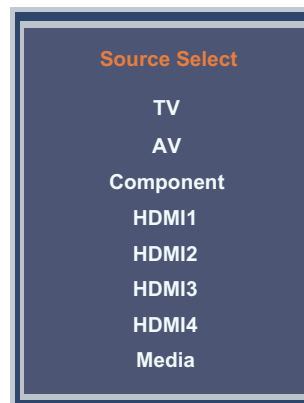 Source Select
TV
AV
Component
HDMI1
HDMI2
HDMI3
HDMI4
Media